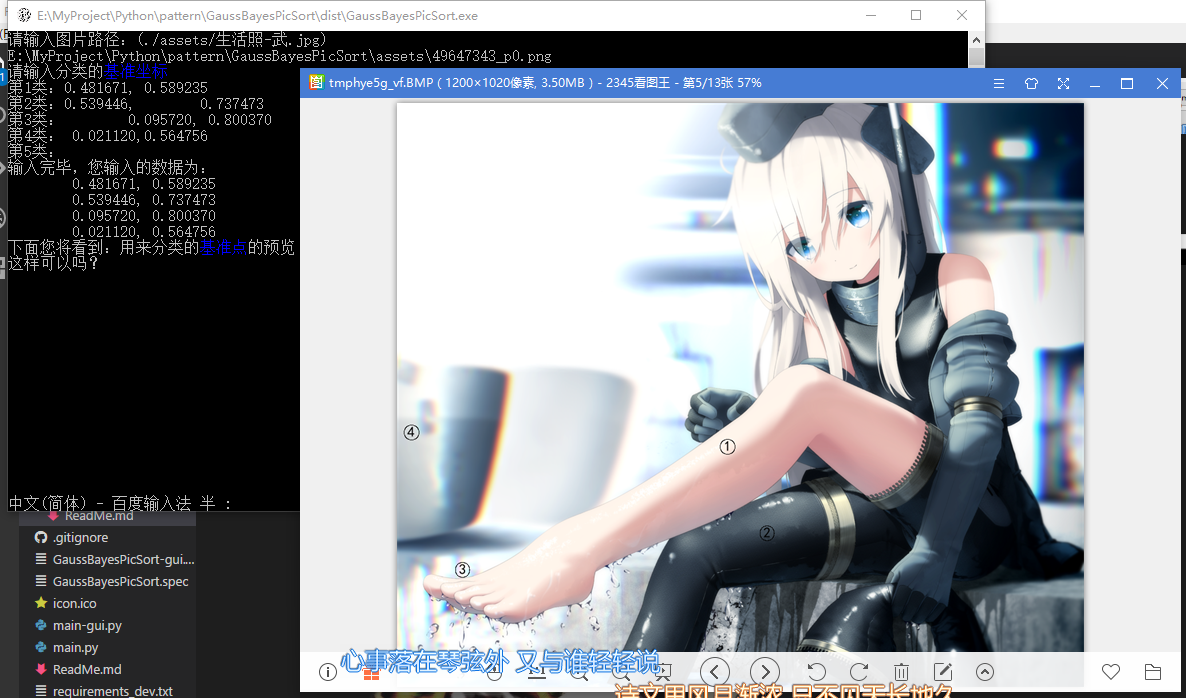 E:\MyProject\Python\pattern\GaussBayesPicSort\dist\GaussBayesPicSort.exe
请输入图片路径: (./assets/生活照-武.jpg)
E:\MyProject\Python\pattern\GaussBayesPicSort\assets\49647343_p0.png
请输入分类的基准坐标
第1类: 0.481671, 0.589235
第2类: 0.539446, 0.737473
第3类: 0.095720, 0.800370
第4类: 0.021120,0.564756
第5类:
输入完毕，您输入的数据为:
0.481671, 0.589235
0.539446, 0.737473
0.095720, 0.800370
0.021120, 0.564756
下面您将看到: 用来分类的基准点的预览
这样可以吗?
中文(简体) - 百度输入法 半 :
tmphye5g_vf.BMP ( 1200×1020像素, 3.50MB ) - 2345看图王 - 第5/13张 57%
④
①
②
③
ReadMe.md
.gitignore
GaussBayesPicSort-gui....
GaussBayesPicSort.spec
icon.ico
main-gui.py
main.py
ReadMe.md
requirements_dev.txt
心事落在琴弦外 又与谁轻轻说